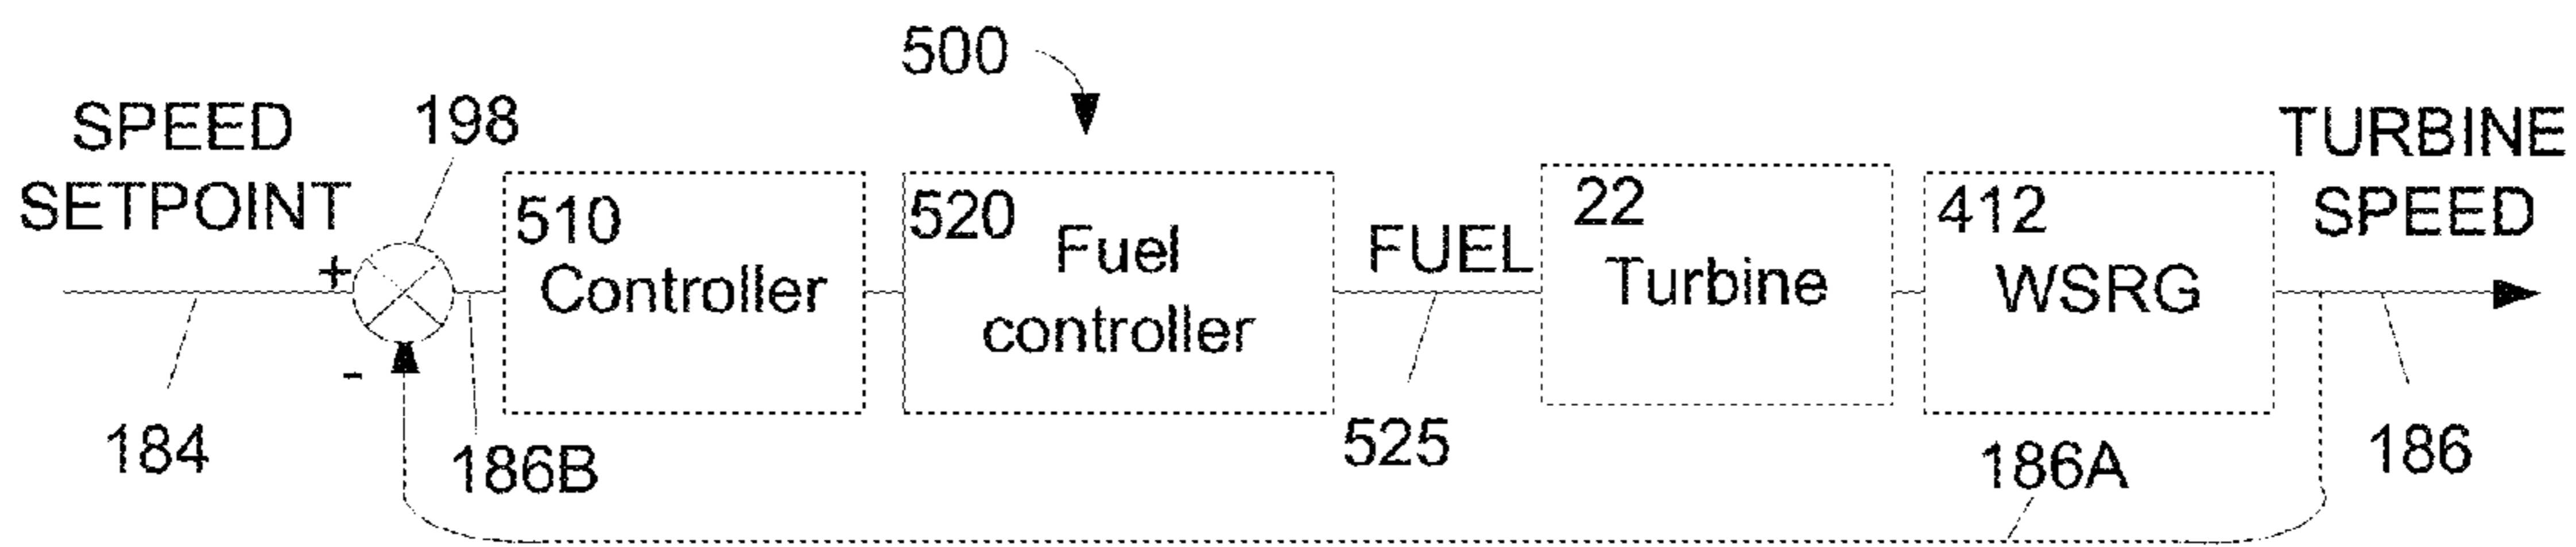 500
SPEED
SETPOINT
198
+
-
184
186B
510
Controller
520
Fuel
controller
FUEL
525
22
Turbine
412
WSRG
TURBINE
SPEED
186A
186